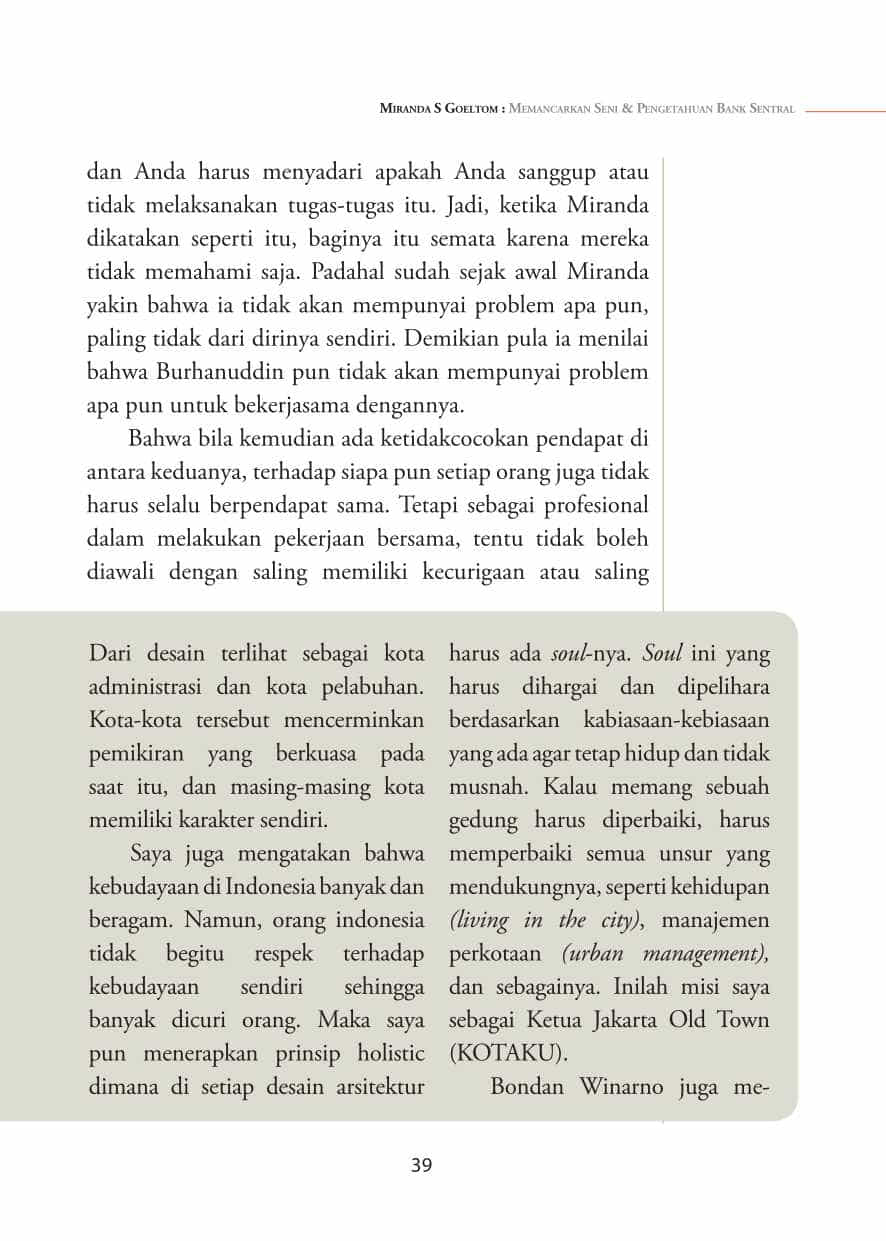 Miranda S Goeltom : Memancarkan Seni & Pengetahuan Bank Sentral
dan Anda harus menyadari apakah Anda sanggup atau
tidak melaksanakan tugas-tugas itu. Jadi, ketika Miranda
dikatakan seperti itu, baginya itu semata karena mereka
tidak memahami saja. Padahal sudah sejak awal Miranda
yakin bahwa ia tidak akan mempunyai problem apa pun,
paling tidak dari dirinya sendiri. Demikian pula ia menilai
bahwa Burhanuddin pun tidak akan mempunyai problem
apa pun untuk bekerjasama dengannya.
Bahwa bila kemudian ada ketidakcocokan pendapat di
antara keduanya, terhadap siapa pun setiap orang juga tidak
harus selalu berpendapat sama. Tetapi sebagai profesional
dalam melakukan pekerjaan bersama, tentu tidak boleh
diawali dengan saling memiliki kecurigaan atau saling
Dari desain terlihat sebagai kota
administrasi dan kota pelabuhan.
Kota-kota tersebut mencerminkan
pemikiran yang berkuasa pada
saat itu, dan masing-masing kota
memiliki karakter sendiri.
Saya juga mengatakan bahwa
kebudayaan di Indonesia banyak dan
beragam. Namun, orang indonesia
tidak begitu respek terhadap
kebudayaan sendiri sehingga
banyak dicuri orang. Maka saya
pun menerapkan prinsip holistic
dimana di setiap desain arsitektur
harus ada soul-nya. Soul ini yang
harus dihargai dan dipelihara
berdasarkan kabiasaan-kebiasaan
yang ada agar tetap hidup dan tidak
musnah. Kalau memang sebuah
gedung harus diperbaiki, harus
memperbaiki semua unsur yang
mendukungnya, seperti kehidupan
(living in the city), manajemen
perkotaan (urban management),
dan sebagainya. Inilah misi saya
sebagai Ketua Jakarta Old Town
(KOTAKU).
Bondan Winarno juga me-
39